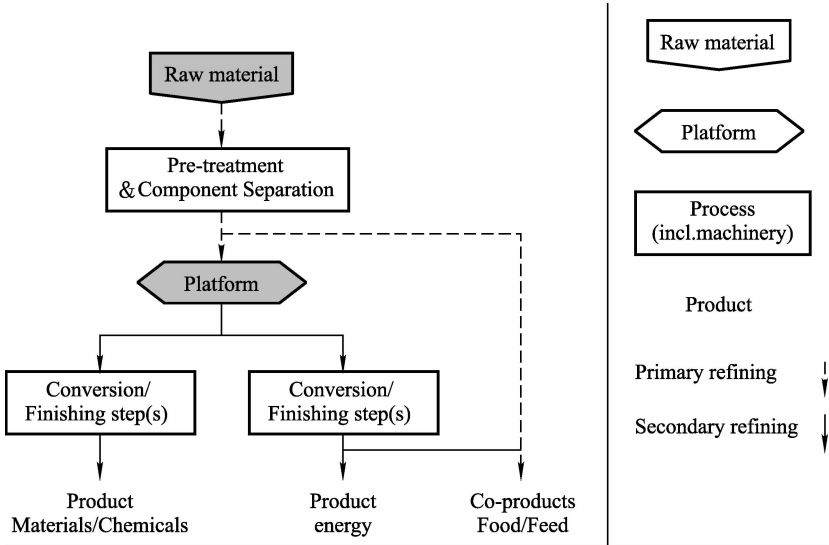 Raw material
Pre-treatment
& Component Separation
Platform
Conversion/
Finishing step(s)
Conversion/
Finishing step(s)
Product
Materials/Chemicals
Product
energy
Co-products
Food/Feed
Raw material
Platform
Process
(incl.machinery)
Product
Primary refining
Secondary refining